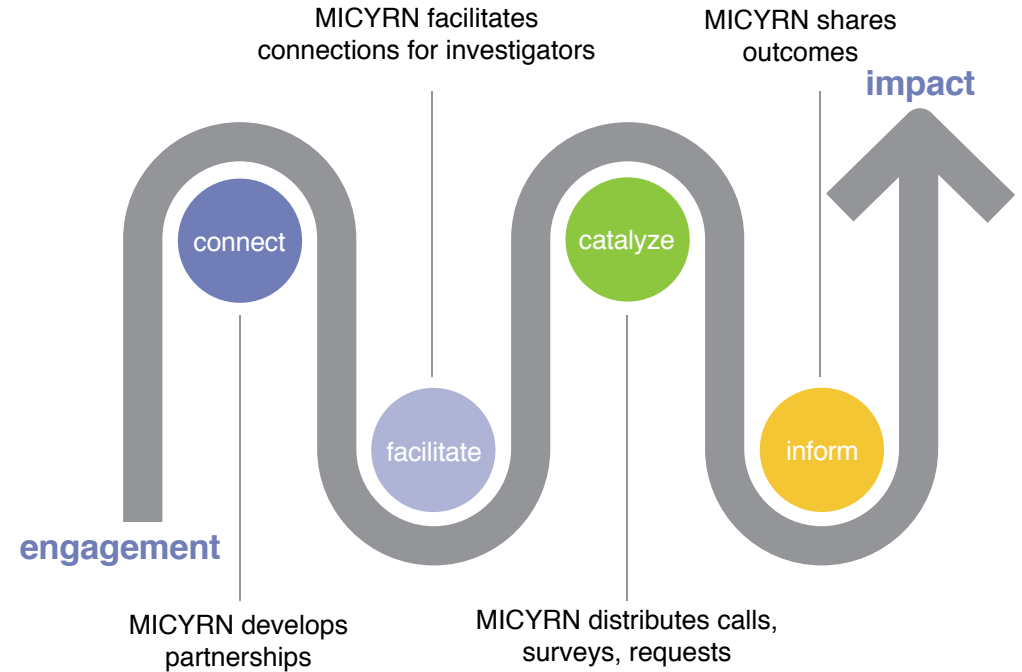 MICYRN facilitates
connections for investigators
MICYRN shares
outcomes
impact
connect
catalyze
facilitate
inform
engagement
MICYRN develops
partnerships
MICYRN distributes calls,
surveys, requests